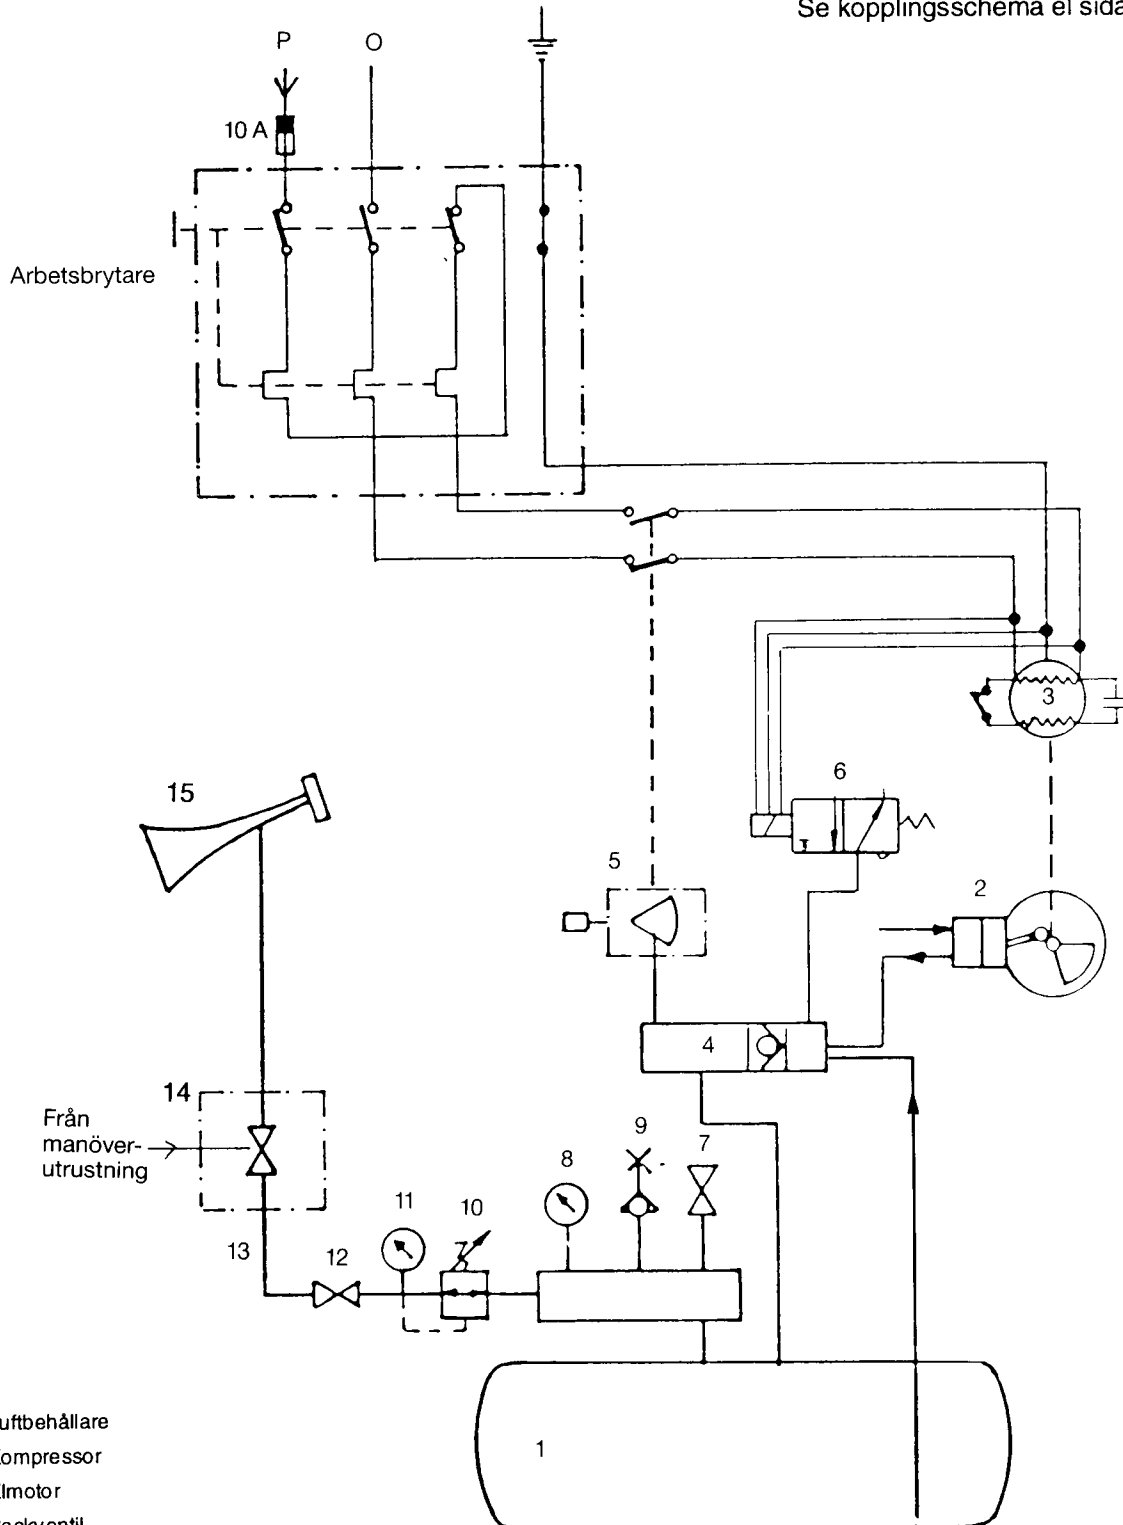 Se kopplingsschema el sida
P
O
10 A
Arbetsbrytare
3
6
15
5
2
4
14
Från
manöver-
utrustning
9
7
8
11
10
13
12
uftbehållare
ompressor
lmotor
1